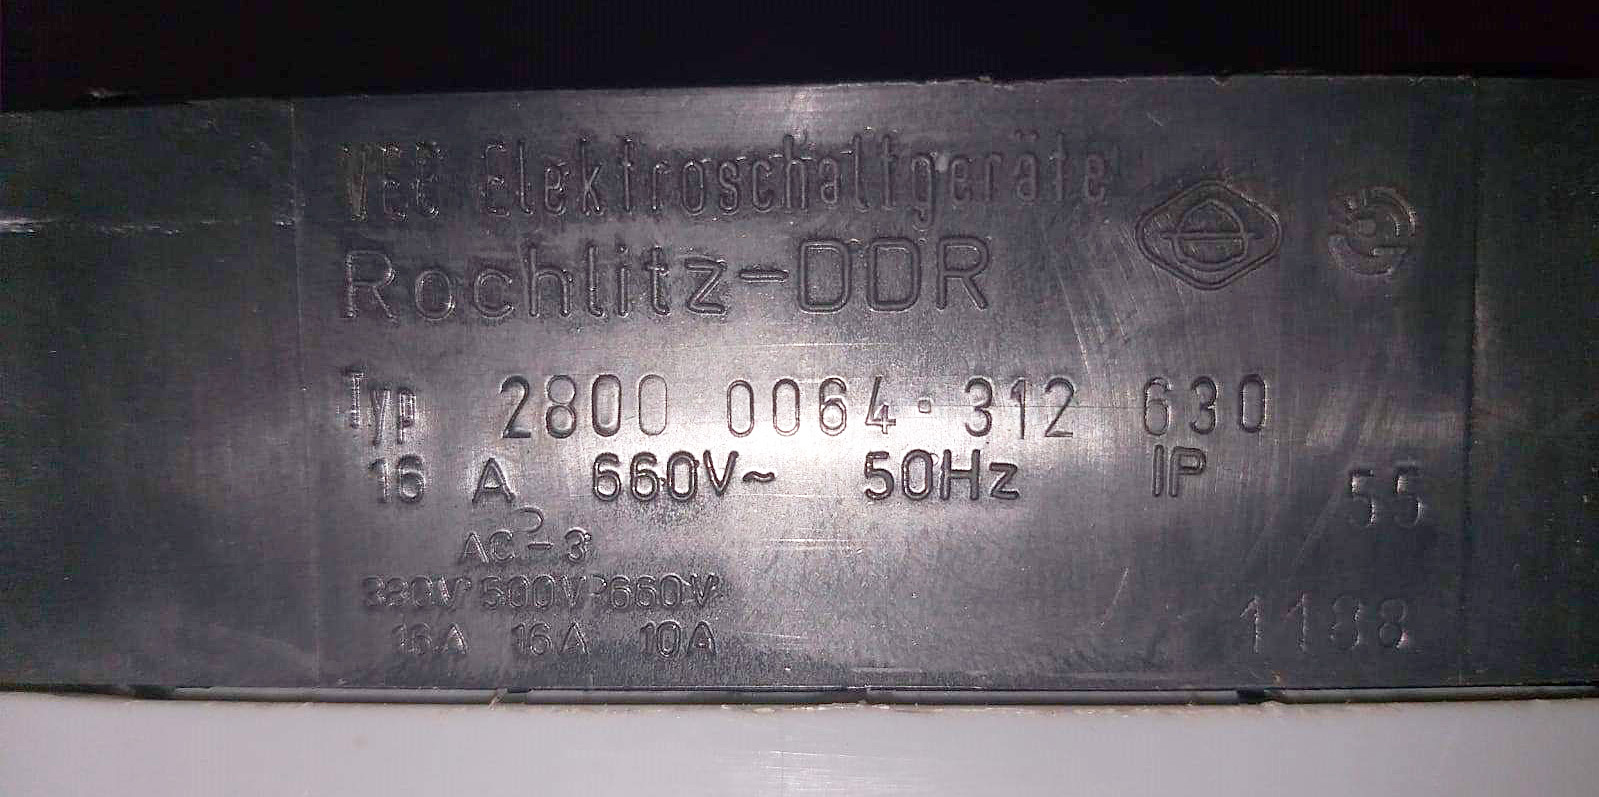 VEB Elektroschaltgeräte
Rochlitz-DDR
Typ 2800 0064·312 630
16 A 660V~ 50Hz IP 55
AC-3
380V 500V 660V
16A 16A 10A
1188